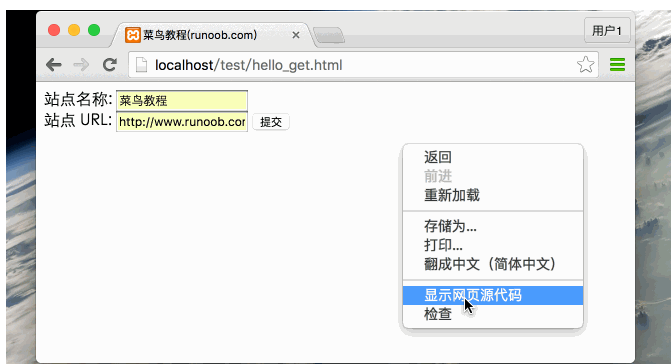 菜鸟教程(runoob.com)
用户1
localhost/test/hello_get.html
站点名称: 菜鸟教程
站点 URL: http://www.runoob.com 提交
返回
前进
重新加载
存储为...
打印...
翻成中文（简体中文）
显示网页源代码
检查